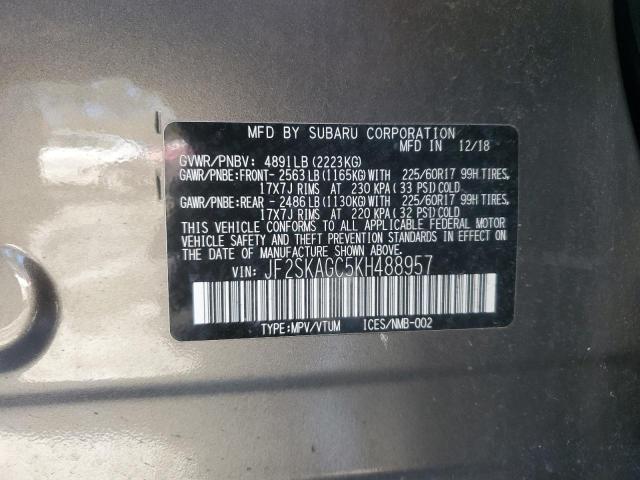 MFD BY SUBARU CORPORATION
MFD IN 12/18
GVWR/PNBV: 4891LB(2223KG)
GAWR/PNBE:FRONT- 2563LB(1165KG)WITH 225/60R17 99H TIRES,
17X7J RIMS AT 230 KPA(33 PSI)COLD
GAWR/PNBE:REAR - 2486LB(1130KG)WITH 225/60R17 99H TIRES,
17X7J RIMS AT 220 KPA(32 PSI)COLD
THIS VEHICLE CONFORMS TO ALL APPLICABLE FEDERAL MOTOR
VEHICLE SAFETY AND THEFT PREVENTION STANDARDS IN EFFECT ON
THE DATE OF MANUFACTURE SHOWN ABOVE.
VIN: JF2SKAGC5KH488957
TYPE:MPV/VTUM ICES/NMB-002